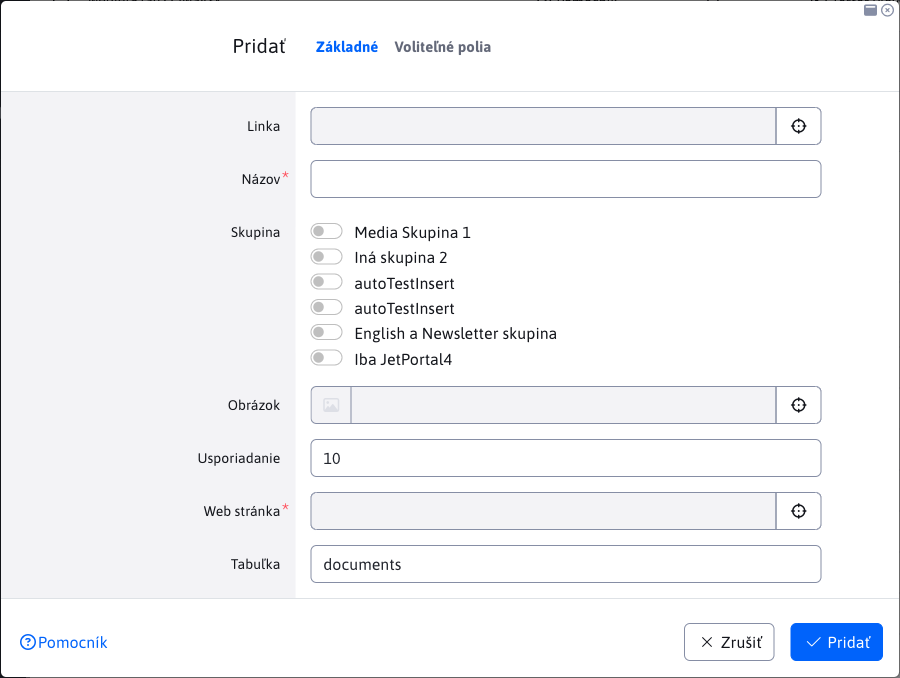 Pridať Základné Voliteľné polia
Linka
Názov*
Skupina
Media Skupina 1
Iná skupina 2
autoTestInsert
autoTestInsert
English a Newsletter skupina
Iba JetPortal4
Obrázok
Usporiadanie 10
Web stránka*
Tabuľka documents
Pomocník Zrušiť Pridať